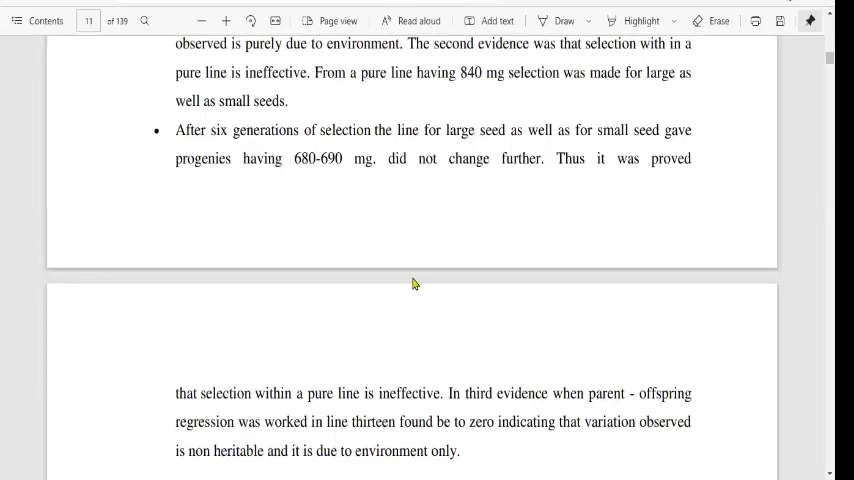 Contents 11 of 139 Page view Read aloud Add text Draw Highlight Erase
observed is purely due to environment. The second evidence was that selection with in a
pure line is ineffective. From a pure line having 840 mg selection was made for large as
well as small seeds.
• After six generations of selection the line for large seed as well as for small seed gave
progenies having 680-690 mg. did not change further. Thus it was proved
that selection within a pure line is ineffective. In third evidence when parent - offspring
regression was worked in line thirteen found be to zero indicating that variation observed
is non heritable and it is due to environment only.